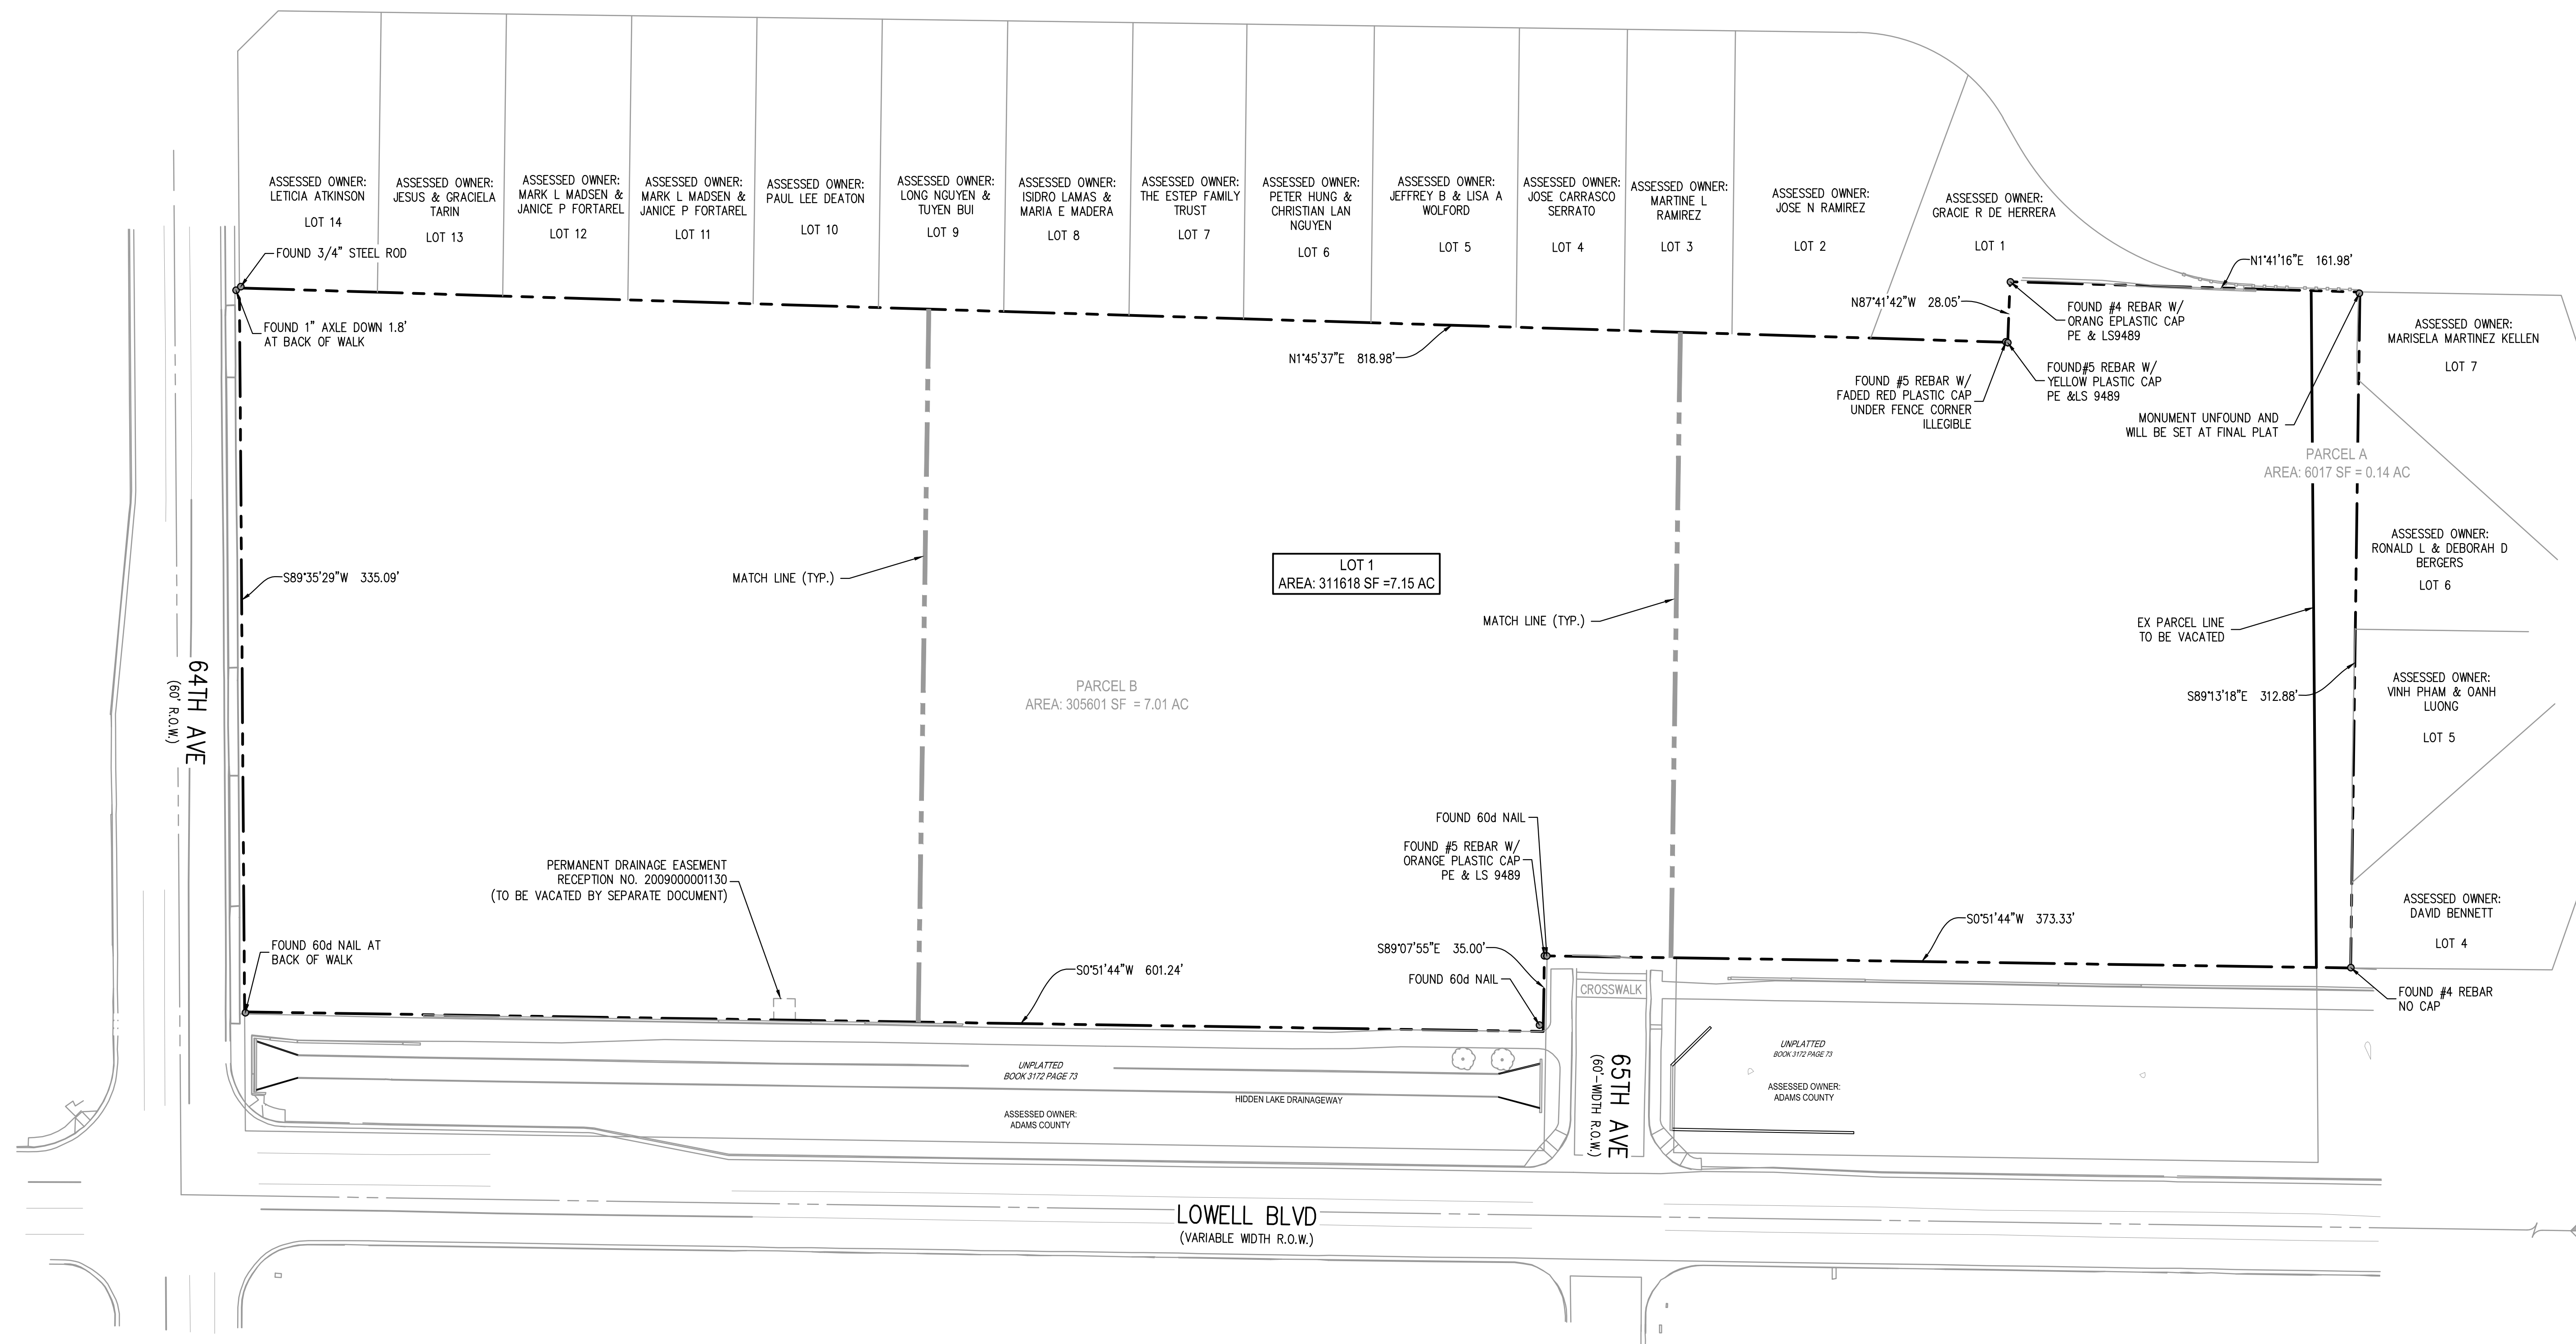 ASSESSED OWNER:
LETICIA ATKINSON
LOT 14
ASSESSED OWNER:
JESUS & GRACIELA
TARIN
LOT 13
ASSESSED OWNER:
MARK L MADSEN &
JANICE P FORTAREL
LOT 12
ASSESSED OWNER:
MARK L MADSEN &
JANICE P FORTAREL
LOT 11
ASSESSED OWNER:
PAUL LEE DEATON
LOT 10
ASSESSED OWNER:
LONG NGUYEN &
TUYEN BUI
LOT 9
ASSESSED OWNER:
ISIDRO LAMAS &
MARIA E MADERA
LOT 8
ASSESSED OWNER:
THE ESTEP FAMILY
TRUST
LOT 7
ASSESSED OWNER:
PETER HUNG &
CHRISTIAN LAN
NGUYEN
LOT 6
ASSESSED OWNER:
JEFFREY B & LISA A
WOLFORD
LOT 5
ASSESSED OWNER:
JOSE CARRASCO
SERRATO
LOT 4
ASSESSED OWNER:
MARTINE L
RAMIREZ
LOT 3
ASSESSED OWNER:
JOSE N RAMIREZ
LOT 2
ASSESSED OWNER:
GRACIE R DE HERRERA
LOT 1
FOUND 3/4" STEEL ROD
FOUND 1" AXLE DOWN 1.8'
AT BACK OF WALK
N1°41'16"E 161.98'
N87°41'42"W 28.05'
FOUND #4 REBAR W/
ORANG EPLASTIC CAP
PE & LS9489
N1°45'37"E 818.98'
FOUND #5 REBAR W/
FADED RED PLASTIC CAP
UNDER FENCE CORNER
ILLEGIBLE
FOUND#5 REBAR W/
YELLOW PLASTIC CAP
PE &LS 9489
MONUMENT UNFOUND AND
WILL BE SET AT FINAL PLAT
ASSESSED OWNER:
MARISELA MARTINEZ KELLEN
LOT 7
PARCEL A
AREA: 6017 SF = 0.14 AC
ASSESSED OWNER:
RONALD L & DEBORAH D
BERGERS
LOT 6
S89°35'29"W 335.09'
MATCH LINE (TYP.)
LOT 1
AREA: 311618 SF =7.15 AC
MATCH LINE (TYP.)
EX PARCEL LINE
TO BE VACATED
64TH AVE
(60' R.O.W.)
PARCEL B
AREA: 305601 SF = 7.01 AC
S89°13'18"E 312.88'
ASSESSED OWNER:
VINH PHAM & OANH
LUONG
LOT 5
FOUND 60d NAIL
FOUND #5 REBAR W/
ORANGE PLASTIC CAP
PE & LS 9489
PERMANENT DRAINAGE EASEMENT
RECEPTION NO. 2009000001130
(TO BE VACATED BY SEPARATE DOCUMENT)
ASSESSED OWNER:
DAVID BENNETT
LOT 4
FOUND 60d NAIL AT
BACK OF WALK
S0°51'44"W 601.24'
S89°07'55"E 35.00'
FOUND 60d NAIL
S0°51'44"W 373.33'
CROSSWALK
FOUND #4 REBAR
NO CAP
UNPLATTED
BOOK 3172 PAGE 73
HIDDEN LAKE DRAINAGEWAY
ASSESSED OWNER:
ADAMS COUNTY
65TH AVE
(60'-WIDTH R.O.W.)
UNPLATTED
BOOK 3172 PAGE 73
ASSESSED OWNER:
ADAMS COUNTY
LOWELL BLVD
(VARIABLE WIDTH R.O.W.)